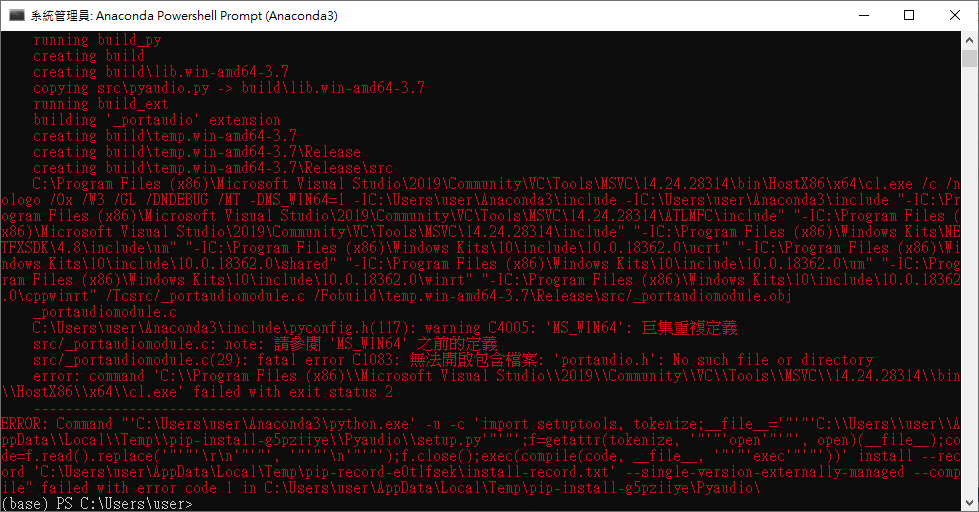 系統管理員: Anaconda Powershell Prompt (Anaconda3)
running build_py
creating build
creating build\lib.win-amd64-3.7
copying src\pyaudio.py -> build\lib.win-amd64-3.7
running build_ext
building '_portaudio' extension
creating build\temp.win-amd64-3.7
creating build\temp.win-amd64-3.7\Release
creating build\temp.win-amd64-3.7\Release\src
C:\Program Files (x86)\Microsoft Visual Studio\2019\Community\VC\Tools\MSVC\14.24.28314\bin\HostX86\x64\cl.exe /c /n
ologo /Ox /W3 /GL /DNDEBUG /MT -DMS_WIN64=1 -IC:\Users\user\Anaconda3\include -IC:\Users\user\Anaconda3\include "-IC:\Pr
ogram Files (x86)\Microsoft Visual Studio\2019\Community\VC\Tools\MSVC\14.24.28314\ATLMFC\include" "-IC:\Program Files (
x86)\Microsoft Visual Studio\2019\Community\VC\Tools\MSVC\14.24.28314\include" "-IC:\Program Files (x86)\Windows Kits\NE
TFXSDK\4.8\include\um" "-IC:\Program Files (x86)\Windows Kits\10\include\10.0.18362.0\ucrt" "-IC:\Program Files (x86)\Wi
ndows Kits\10\include\10.0.18362.0\shared" "-IC:\Program Files (x86)\Windows Kits\10\include\10.0.18362.0\um" "-IC:\Prog
ram Files (x86)\Windows Kits\10\include\10.0.18362.0\winrt" "-IC:\Program Files (x86)\Windows Kits\10\include\10.0.18362
.0\cppwinrt" /Tcsrc/_portaudiomodule.c /Fobuild\temp.win-amd64-3.7\Release\src/_portaudiomodule.obj
_portaudiomodule.c
C:\Users\user\Anaconda3\include\pyconfig.h(117): warning C4005: 'MS_WIN64': 巨集重複定義
src/_portaudiomodule.c: note: 請參閱 'MS_WIN64' 之前的定義
src/_portaudiomodule.c(29): fatal error C1083: 無法開啟包含檔案: 'portaudio.h': No such file or directory
error: command 'C:\\Program Files (x86)\\Microsoft Visual Studio\\2019\\Community\\VC\\Tools\\MSVC\\14.24.28314\\bin
\\HostX86\\x64\\cl.exe' failed with exit status 2
----------------------------------------
ERROR: Command "'C:\Users\user\Anaconda3\python.exe' -u -c 'import setuptools, tokenize;__file__='"'"'C:\\Users\\user\\A
ppData\\Local\\Temp\\pip-install-g5pziiye\\Pyaudio\\setup.py'"'"';f=getattr(tokenize, '"'"'open'"'"', open)(__file__);co
de=f.read().replace('"'"'\r\n'"'"', '"'"'\n'"'"');f.close();exec(compile(code, __file__, '"'"'exec'"'"'))' install --rec
ord 'C:\Users\user\AppData\Local\Temp\pip-record-e0tlfsek\install-record.txt' --single-version-externally-managed --comp
ile" failed with error code 1 in C:\Users\user\AppData\Local\Temp\pip-install-g5pziiye\Pyaudio\
(base) PS C:\Users\user>